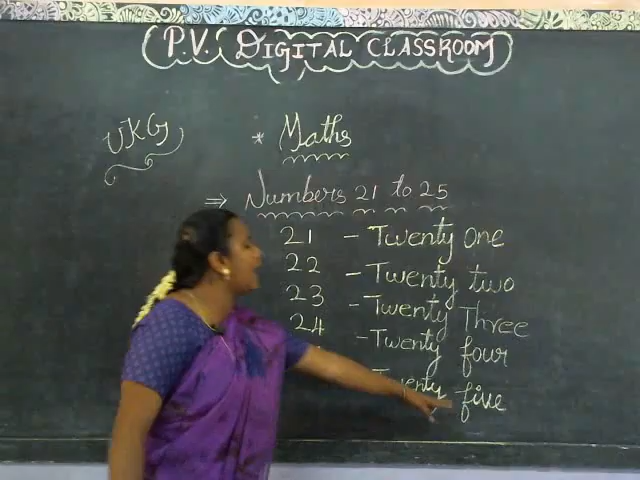 P.V. DIGITAL CLASSROOM
UKG * Maths
⇒ Numbers 21 to 25
21 - Twenty one
22 - Twenty two
23 - Twenty Three
24 - Twenty four
Twenty five